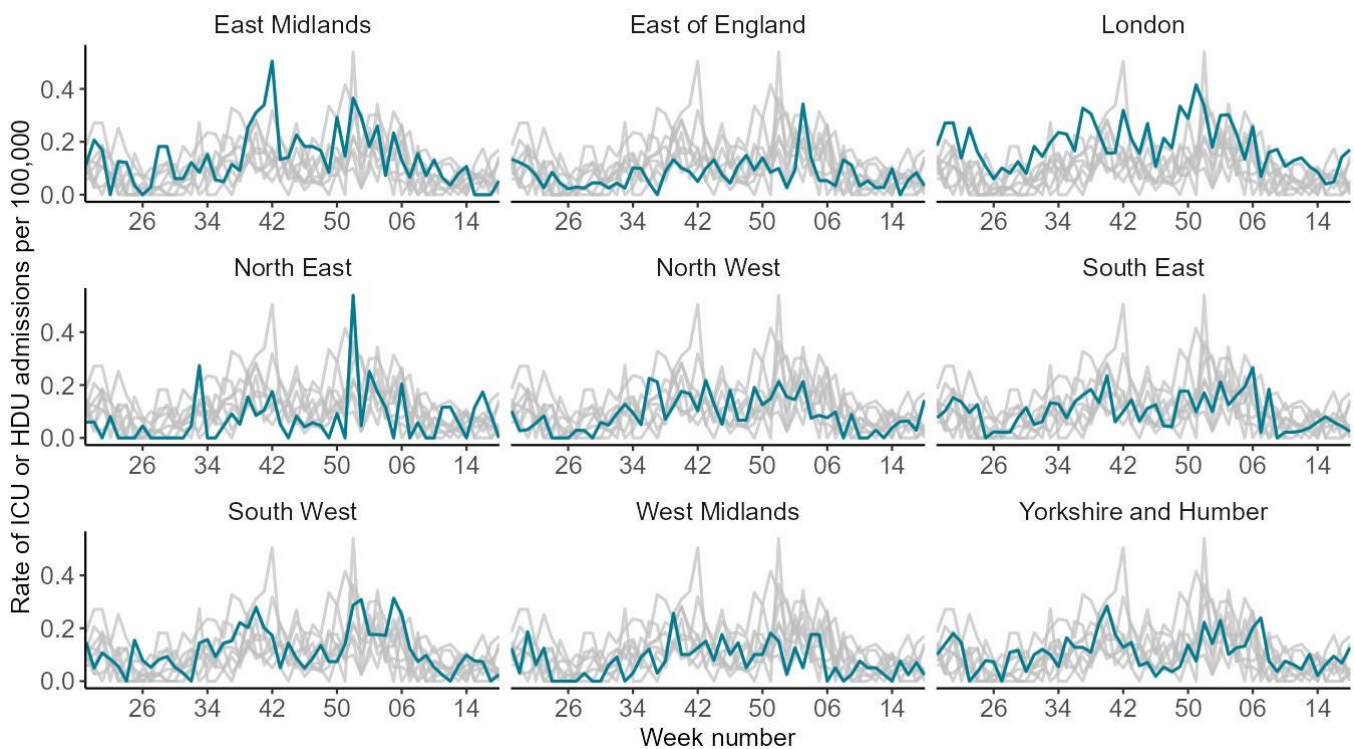 East Midlands East of England London
0.4
0.2
0.0
26 34 42 50 06 14 26 34 42 50 06 14 26 34 42 50 06 14
North East North West South East
0.4
0.2
0.0
26 34 42 50 06 14 26 34 42 50 06 14 26 34 42 50 06 14
South West West Midlands Yorkshire and Humber
0.4
0.2
0.0
26 34 42 50 06 14 26 34 42 50 06 14 26 34 42 50 06 14
Week number
Rate of ICU or HDU admissions per 100,000